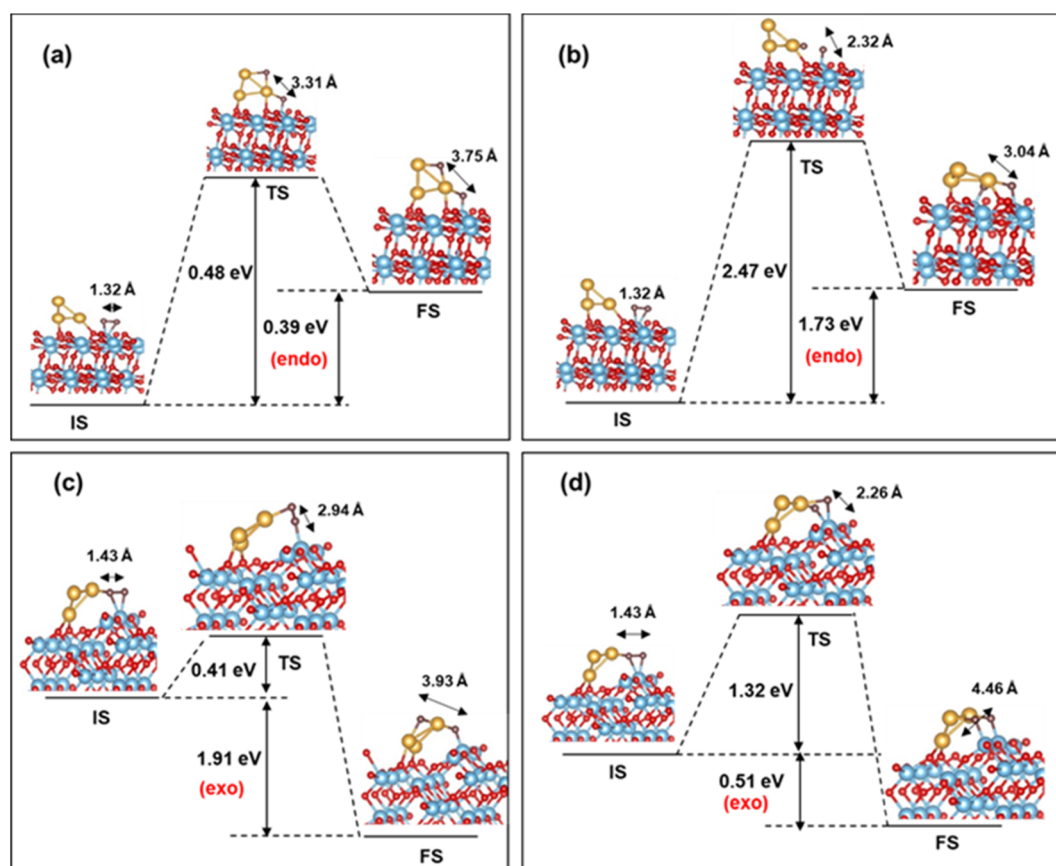 (a)
3.31 Å
TS
3.75 Å
0.48 eV
1.32 Å
FS
0.39 eV
(endo)
IS
(b)
2.32 Å
TS
3.04 Å
2.47 eV
1.32 Å
FS
1.73 eV
(endo)
IS
(c)
2.94 Å
1.43 Å
TS
0.41 eV
IS
3.93 Å
1.91 eV
(exo)
FS
(d)
2.26 Å
1.43 Å
TS
1.32 eV
4.46 Å
IS
0.51 eV
(exo)
FS